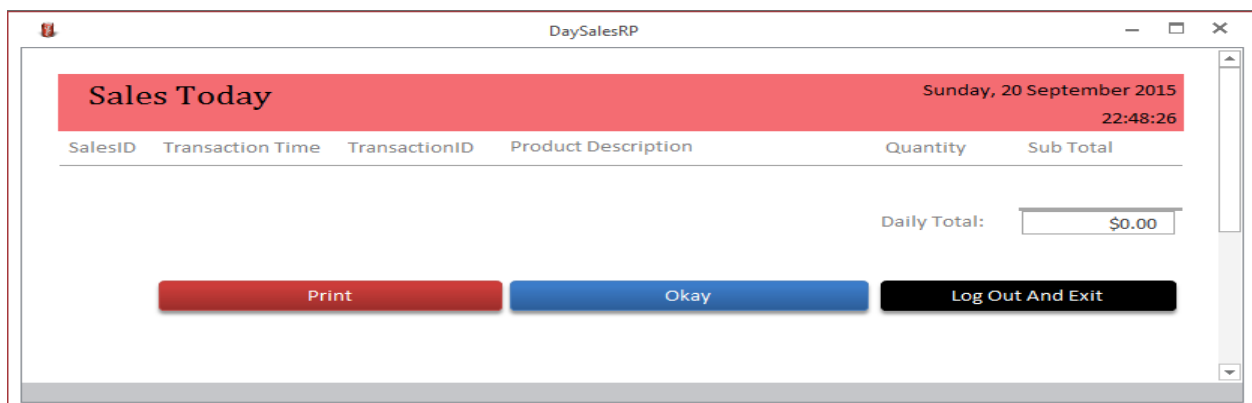 DaySalesRP
Sales Today
Sunday, 20 September 2015
22:48:26
SalesID Transaction Time TransactionID Product Description Quantity Sub Total
Daily Total: $0.00
Print Okay Log Out And Exit